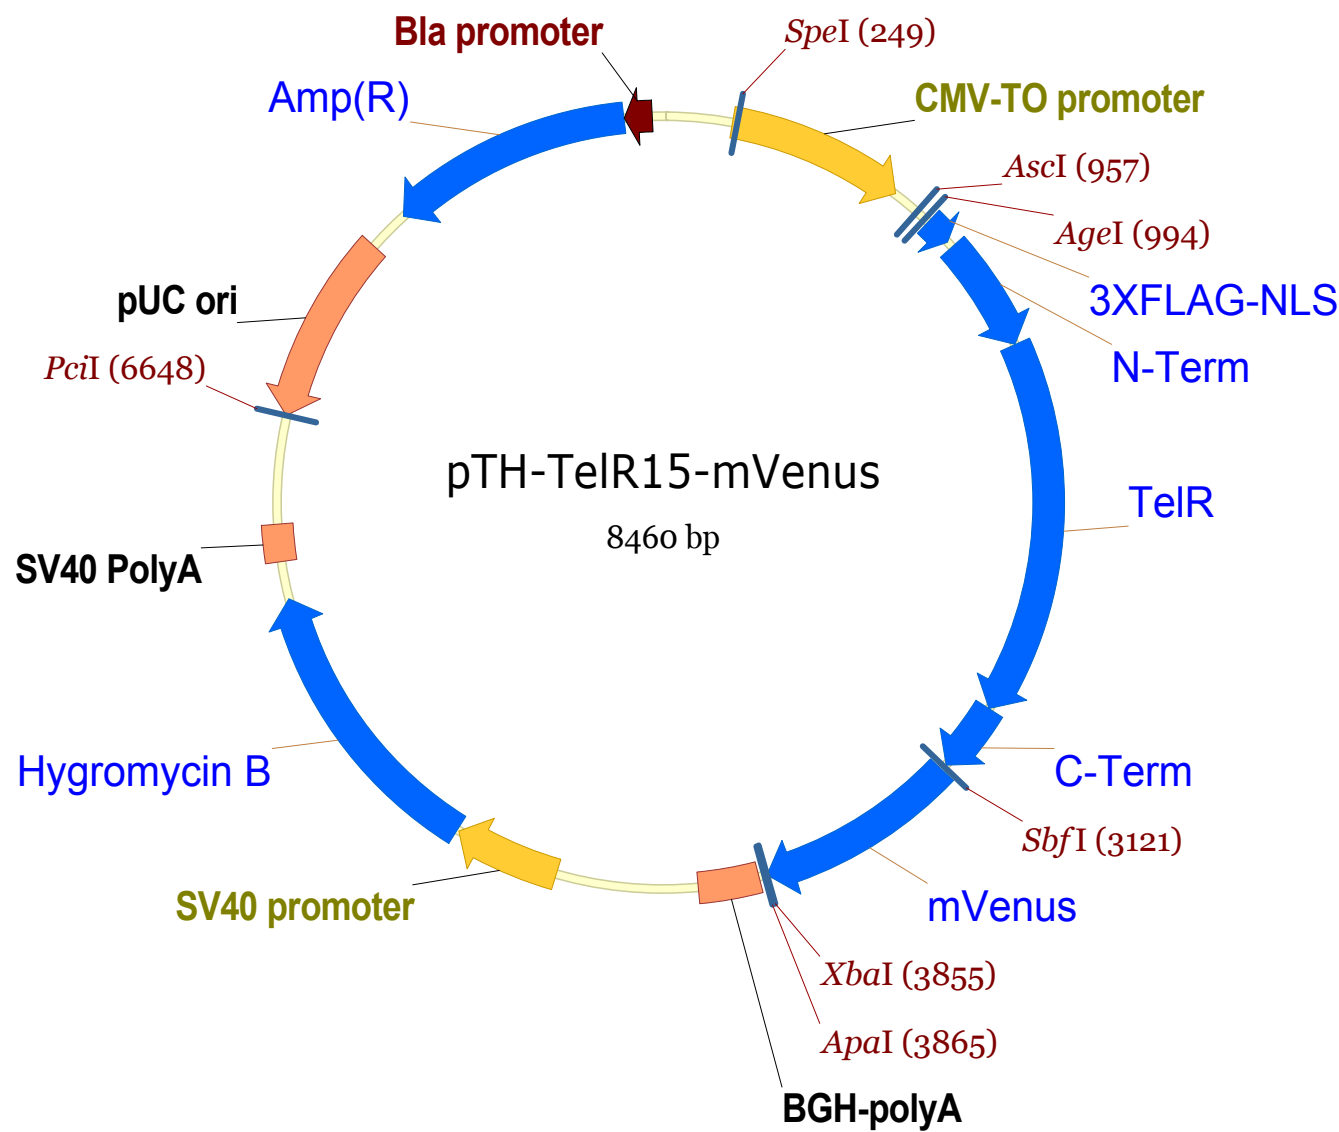 Bla promoter
SpeI (249)
Amp(R)
CMV-TO promoter
AscI (957)
AgeI (994)
3XFLAG-NLS
pUC ori
N-Term
PciI (6648)
pTH-TelR15-mVenus
TelR
8460 bp
SV40 PolyA
Hygromycin B
C-Term
SbfI (3121)
SV40 promoter
mVenus
XbaI (3855)
ApaI (3865)
BGH-polyA